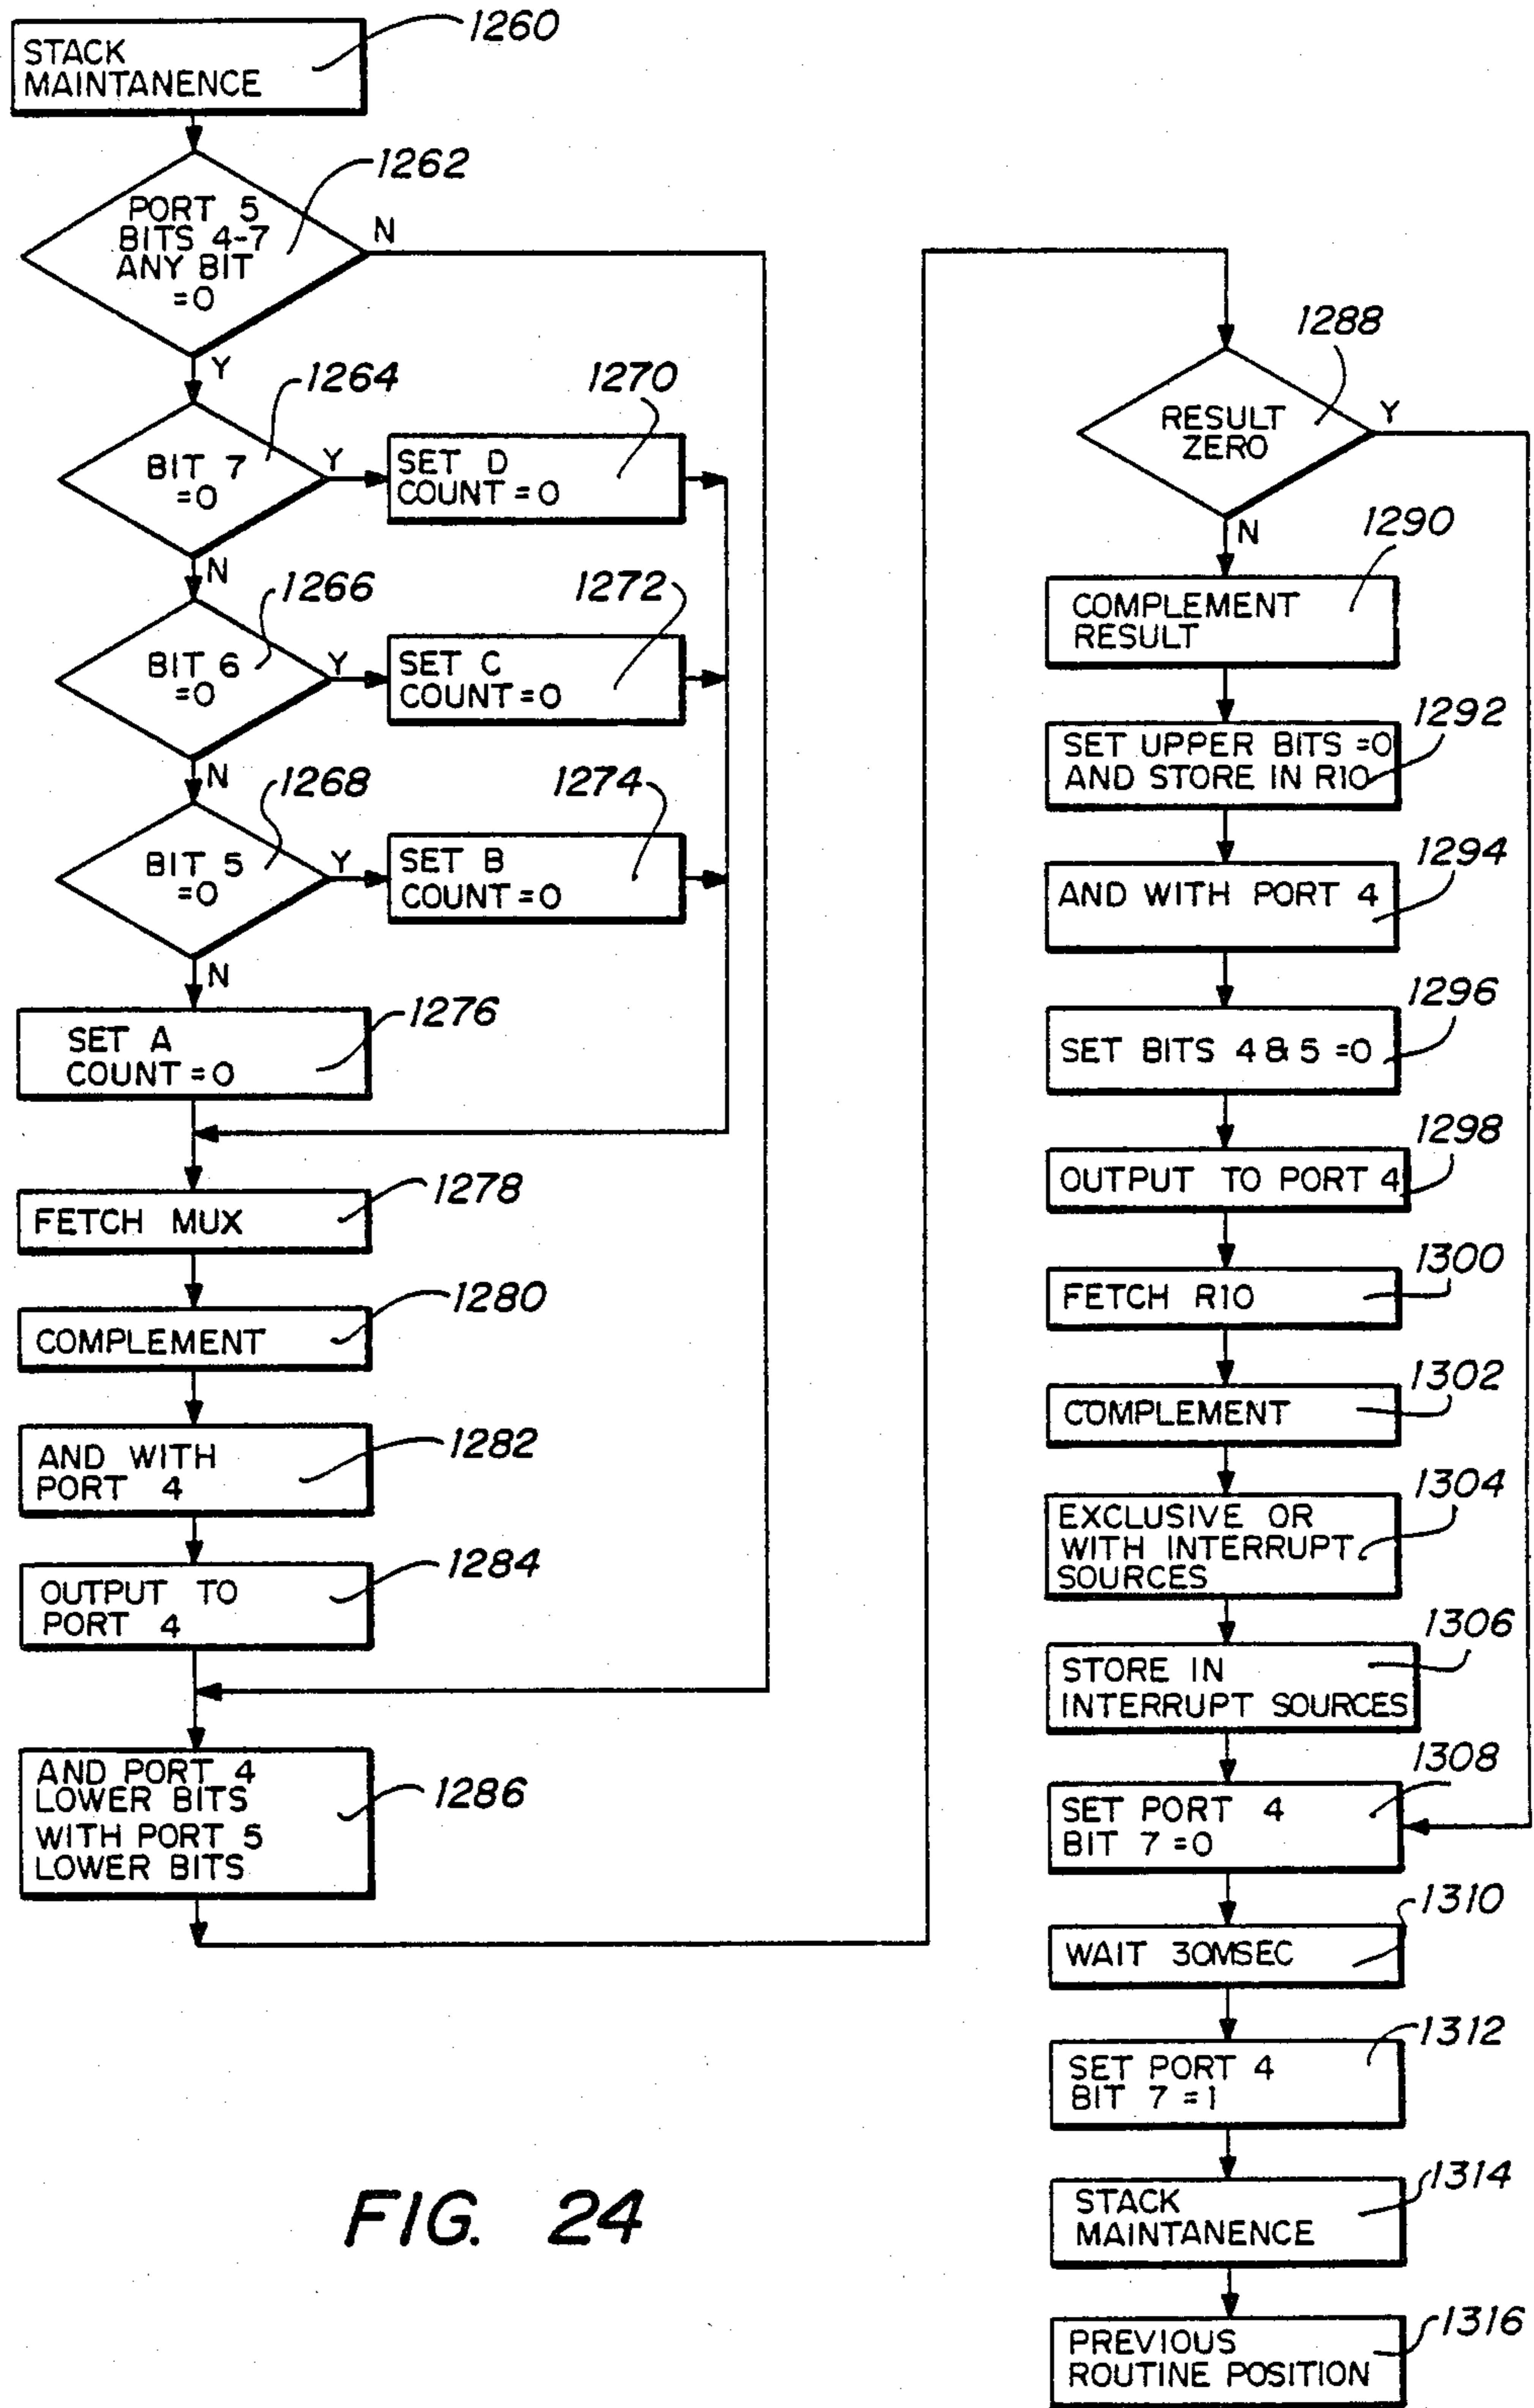 STACK
MAINTANENCE
1260
PORT 5
BITS 4-7
ANY BIT
=0
1262
N
Y
BIT 7
=0
1264
Y
N
SET D
COUNT=0
1270
BIT 6
=0
1266
Y
N
SET C
COUNT=0
1272
BIT 5
=0
1268
Y
N
SET B
COUNT=0
1274
SET A
COUNT=0
1276
FETCH MUX
1278
COMPLEMENT
1280
AND WITH
PORT 4
1282
OUTPUT TO
PORT 4
1284
AND PORT 4
LOWER BITS
WITH PORT 5
LOWER BITS
1286
RESULT
ZERO
1288
Y
N
COMPLEMENT
RESULT
1290
SET UPPER BITS =0
AND STORE IN R10
1292
AND WITH PORT 4
1294
SET BITS 4 & 5 =0
1296
OUTPUT TO PORT 4
1298
FETCH R10
1300
COMPLEMENT
1302
EXCLUSIVE OR
WITH INTERRUPT
SOURCES
1304
STORE IN
INTERRUPT SOURCES
1306
SET PORT 4
BIT 7 =0
1308
WAIT 30MSEC
1310
SET PORT 4
BIT 7 =1
1312
STACK
MAINTANENCE
1314
PREVIOUS
ROUTINE POSITION
1316
FIG. 24